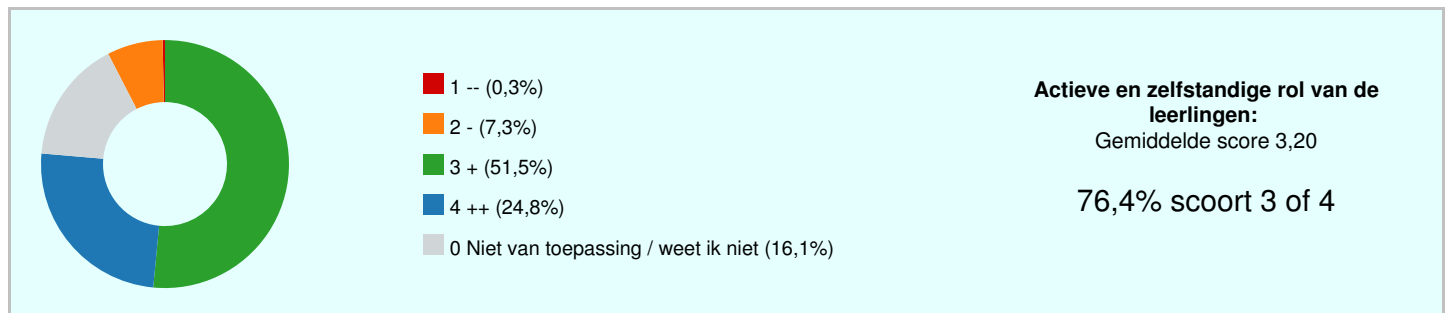 1 -- (0,3%)
2 - (7,3%)
3 + (51,5%)
4 ++ (24,8%)
0 Niet van toepassing / weet ik niet (16,1%)
Actieve en zelfstandige rol van de
leerlingen:
Gemiddelde score 3,20
76,4% scoort 3 of 4